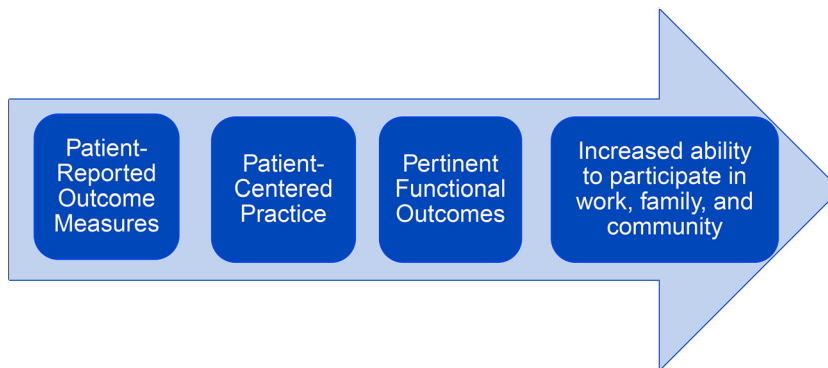 Patient-
Reported
Outcome
Measures
Patient-
Centered
Practice
Pertinent
Functional
Outcomes
Increased ability
to participate in
work, family, and
community